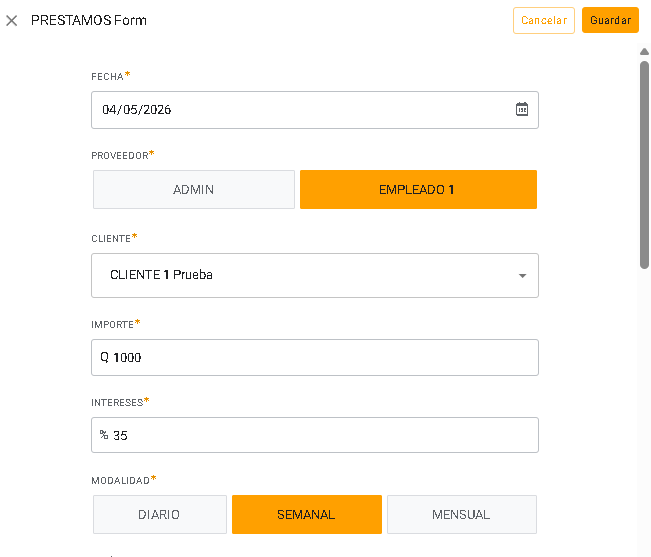 PRESTAMOS Form
Cancelar
Guardar
FECHA*
04/05/2026
PROVEEDOR*
ADMIN
EMPLEADO 1
CLIENTE*
CLIENTE 1 Prueba
IMPORTE*
Q 1000
INTERESES*
% 35
MODALIDAD*
DIARIO
SEMANAL
MENSUAL